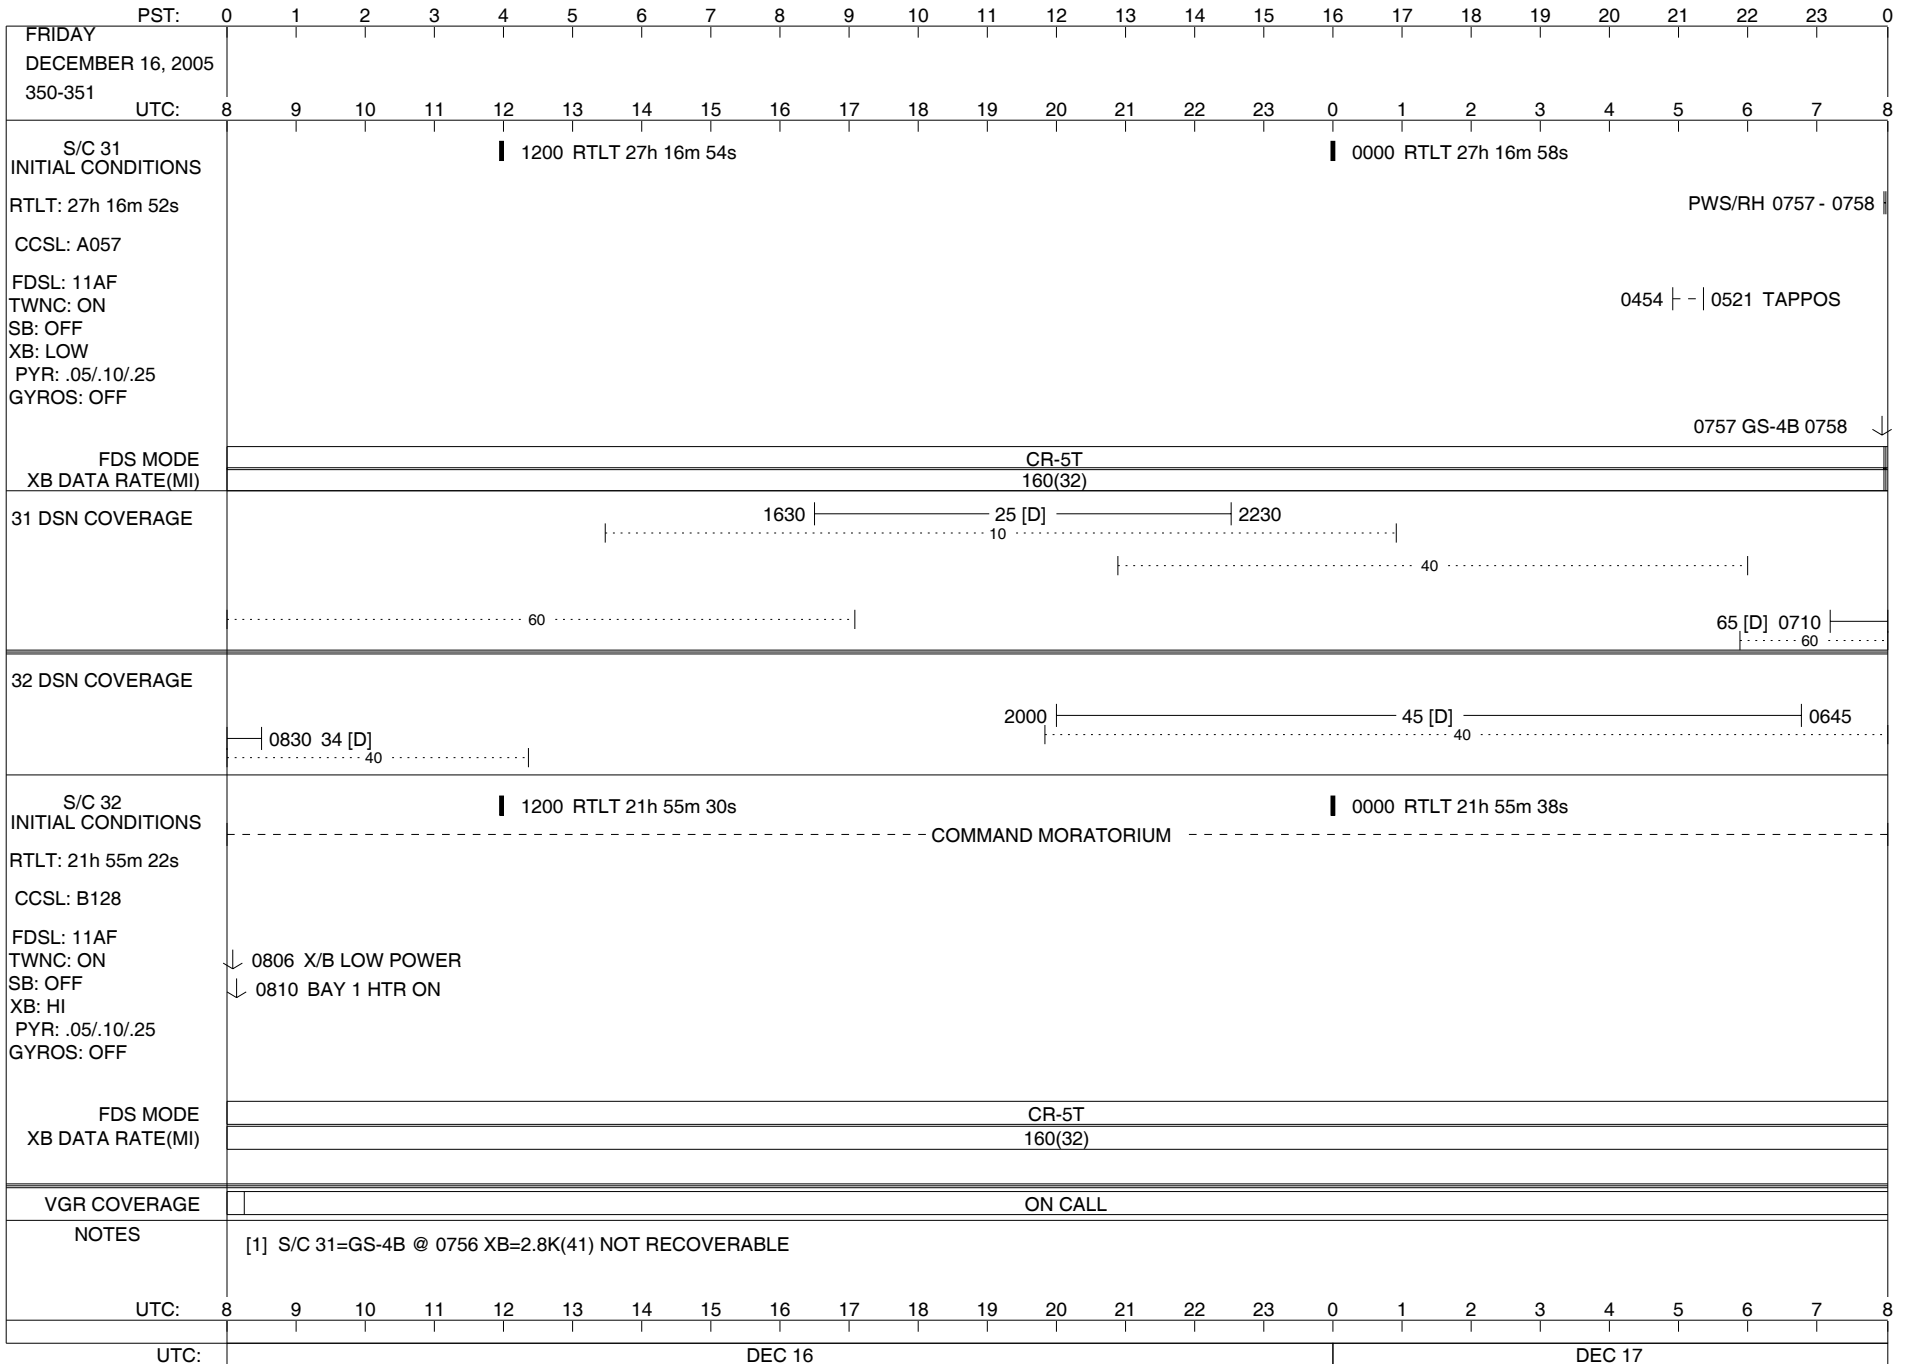 PST: 0 1 2 3 4 5 6 7 8 9 10 11 12 13 14 15 16 17 18 19 20 21 22 23 0
FRIDAY
DECEMBER 16, 2005
350-351
UTC: 8 9 10 11 12 13 14 15 16 17 18 19 20 21 22 23 0 1 2 3 4 5 6 7 8
S/C 31
INITIAL CONDITIONS
1200 RTLT 27h 16m 54s
0000 RTLT 27h 16m 58s
RTLT: 27h 16m 52s
PWS/RH 0757 - 0758
CCSL: A057
FDSL: 11AF
TWNC: ON
0454 0521 TAPPOS
SB: OFF
XB: LOW
PYR: .05/.10/.25
GYROS: OFF
0757 GS-4B 0758
FDS MODE CR-5T
XB DATA RATE(MI) 160(32)
31 DSN COVERAGE
1630 25 [D] 2230
10
40
60
65 [D] 0710
60
32 DSN COVERAGE
2000 45 [D] 0645
40
0830 34 [D]
40
S/C 32
INITIAL CONDITIONS
1200 RTLT 21h 55m 30s
0000 RTLT 21h 55m 38s
COMMAND MORATORIUM
RTLT: 21h 55m 22s
CCSL: B128
FDSL: 11AF
TWNC: ON
0806 X/B LOW POWER
SB: OFF
0810 BAY 1 HTR ON
XB: HI
PYR: .05/.10/.25
GYROS: OFF
FDS MODE CR-5T
XB DATA RATE(MI) 160(32)
VGR COVERAGE ON CALL
NOTES
[1] S/C 31=GS-4B @ 0756 XB=2.8K(41) NOT RECOVERABLE
UTC: 8 9 10 11 12 13 14 15 16 17 18 19 20 21 22 23 0 1 2 3 4 5 6 7 8
UTC: DEC 16 DEC 17